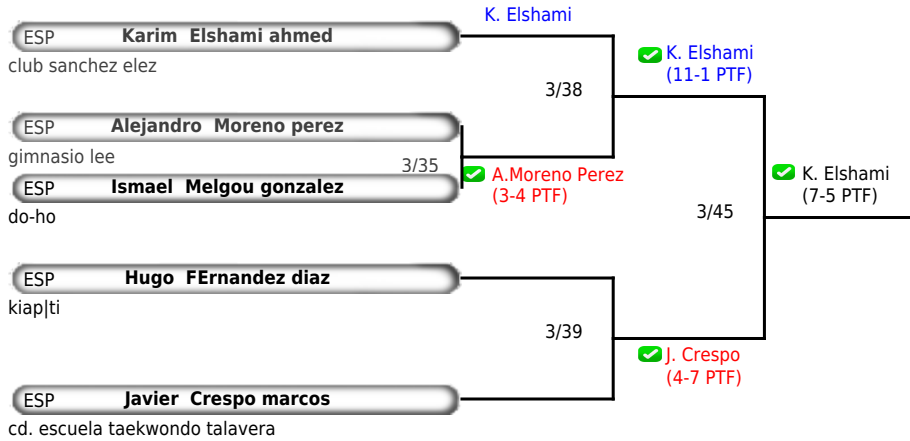 K. Elshami
ESP Karim Elshami ahmed
club sanchez elez
K. Elshami
(11-1 PTF)
3/38
ESP Alejandro Moreno perez
gimnasio lee
3/35
A.Moreno Perez
(3-4 PTF)
ESP Ismael Melgou gonzalez
do-ho
K. Elshami
(7-5 PTF)
3/45
ESP Hugo FErnandez diaz
kiap|ti
3/39
J. Crespo
(4-7 PTF)
ESP Javier Crespo marcos
cd. escuela taekwondo talavera